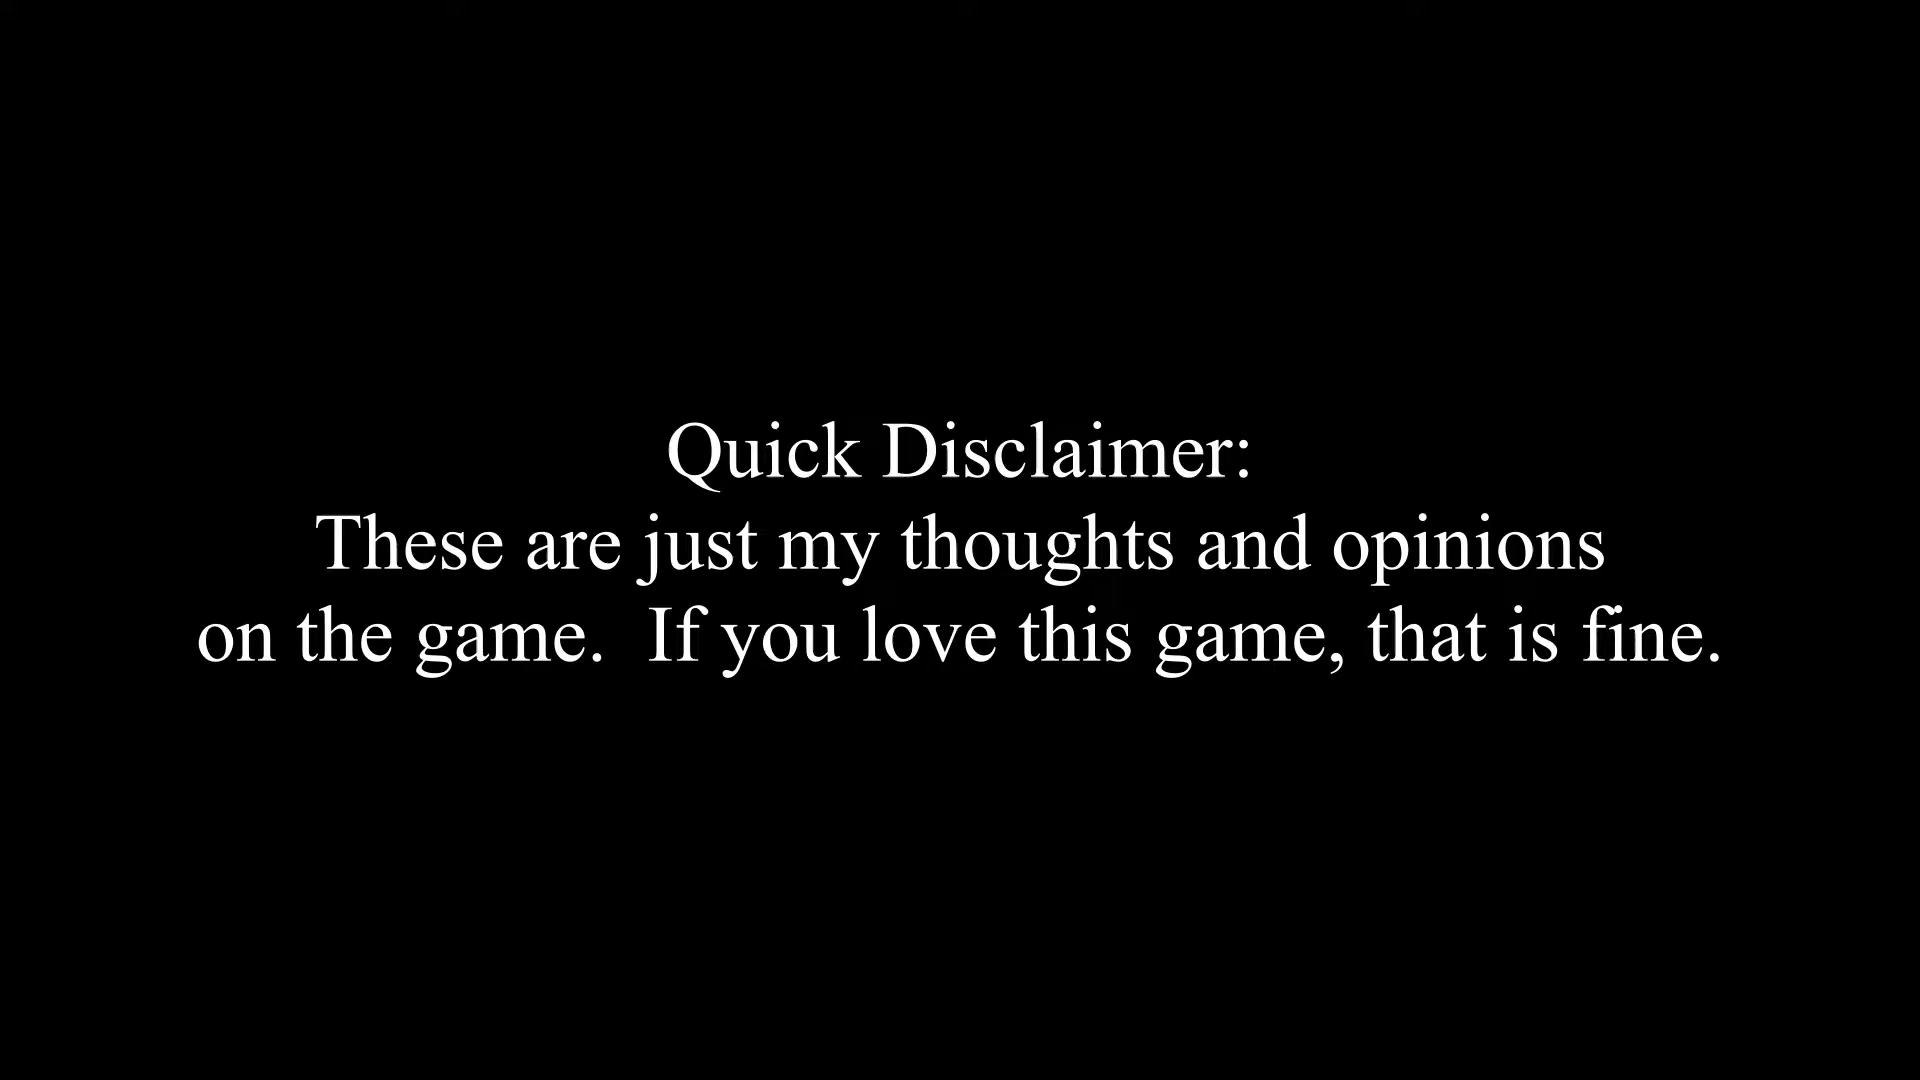 Quick Disclaimer:
These are just my thoughts and opinions
on the game.  If you love this game, that is fine.